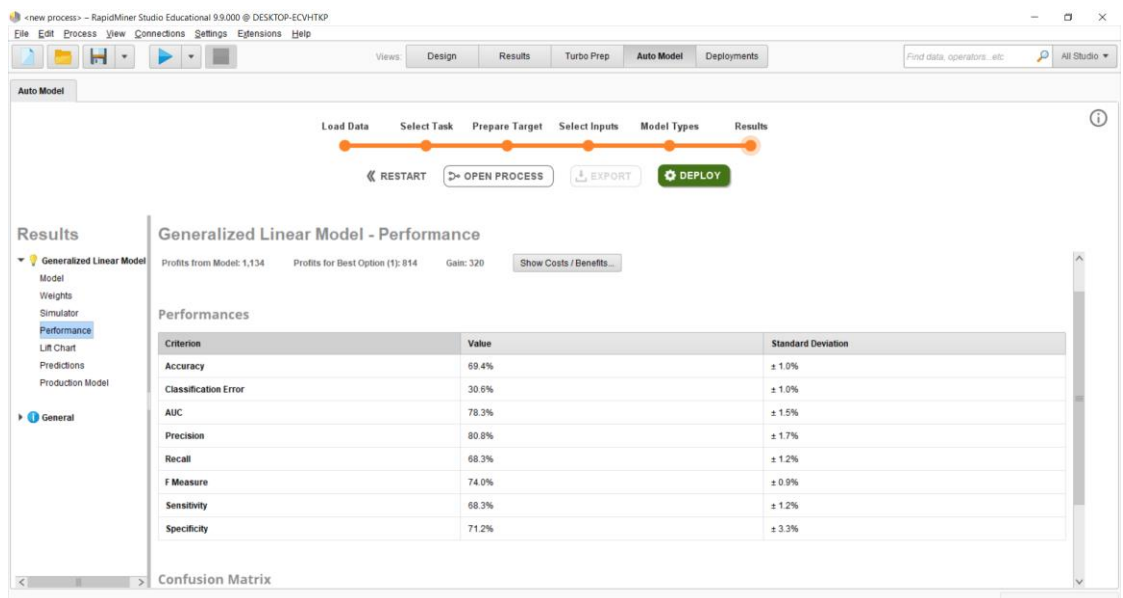 <new process> – RapidMiner Studio Educational 9.9.000 @ DESKTOP-ECVHTKP
File Edit Process View Connections Settings Extensions Help
Views: Design Results Turbo Prep Auto Model Deployments Find data, operators...etc All Studio
Auto Model
Load Data Select Task Prepare Target Select Inputs Model Types Results
RESTART OPEN PROCESS EXPORT DEPLOY
Results
Generalized Linear Model
Model
Weights
Simulator
Performance
Lift Chart
Predictions
Production Model
General
Generalized Linear Model - Performance
Profits from Model: 1,134 Profits for Best Option (1): 814 Gain: 320 Show Costs / Benefits...
Performances
Criterion Value Standard Deviation
Accuracy 69.4% ± 1.0%
Classification Error 30.6% ± 1.0%
AUC 78.3% ± 1.5%
Precision 80.8% ± 1.7%
Recall 68.3% ± 1.2%
F Measure 74.0% ± 0.9%
Sensitivity 68.3% ± 1.2%
Specificity 71.2% ± 3.3%
Confusion Matrix